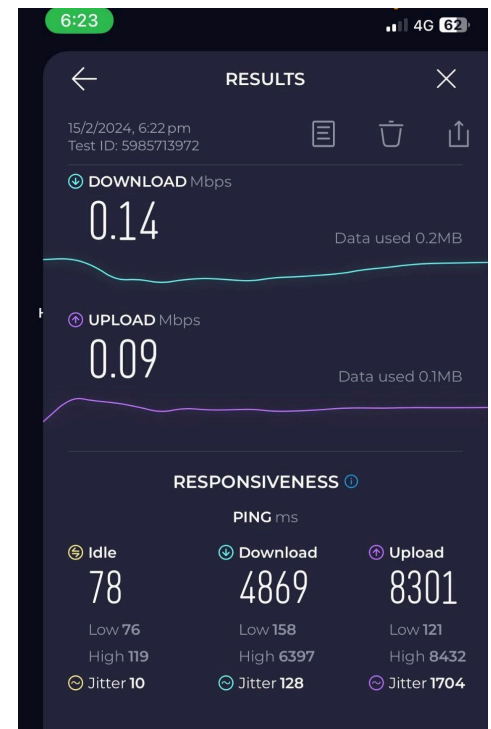 6:23 4G 62
RESULTS
15/2/2024, 6:22 pm
Test ID: 5985713972
DOWNLOAD Mbps
0.14
Data used 0.2MB
UPLOAD Mbps
0.09
Data used 0.1MB
RESPONSIVENESS
PING ms
Idle Download Upload
78 4869 8301
Low 76 Low 158 Low 121
High 119 High 6397 High 8432
Jitter 10 Jitter 128 Jitter 1704